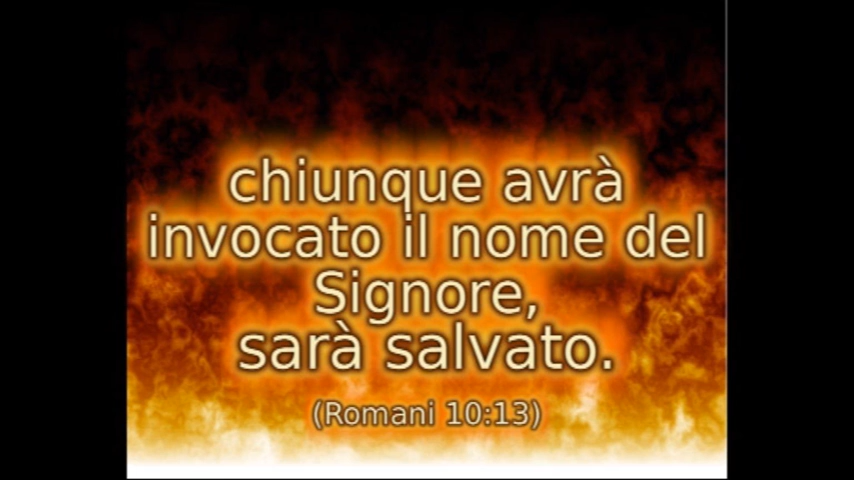 chiunque avrà
invocato il nome del
Signore,
sarà salvato.
(Romani 10:13)